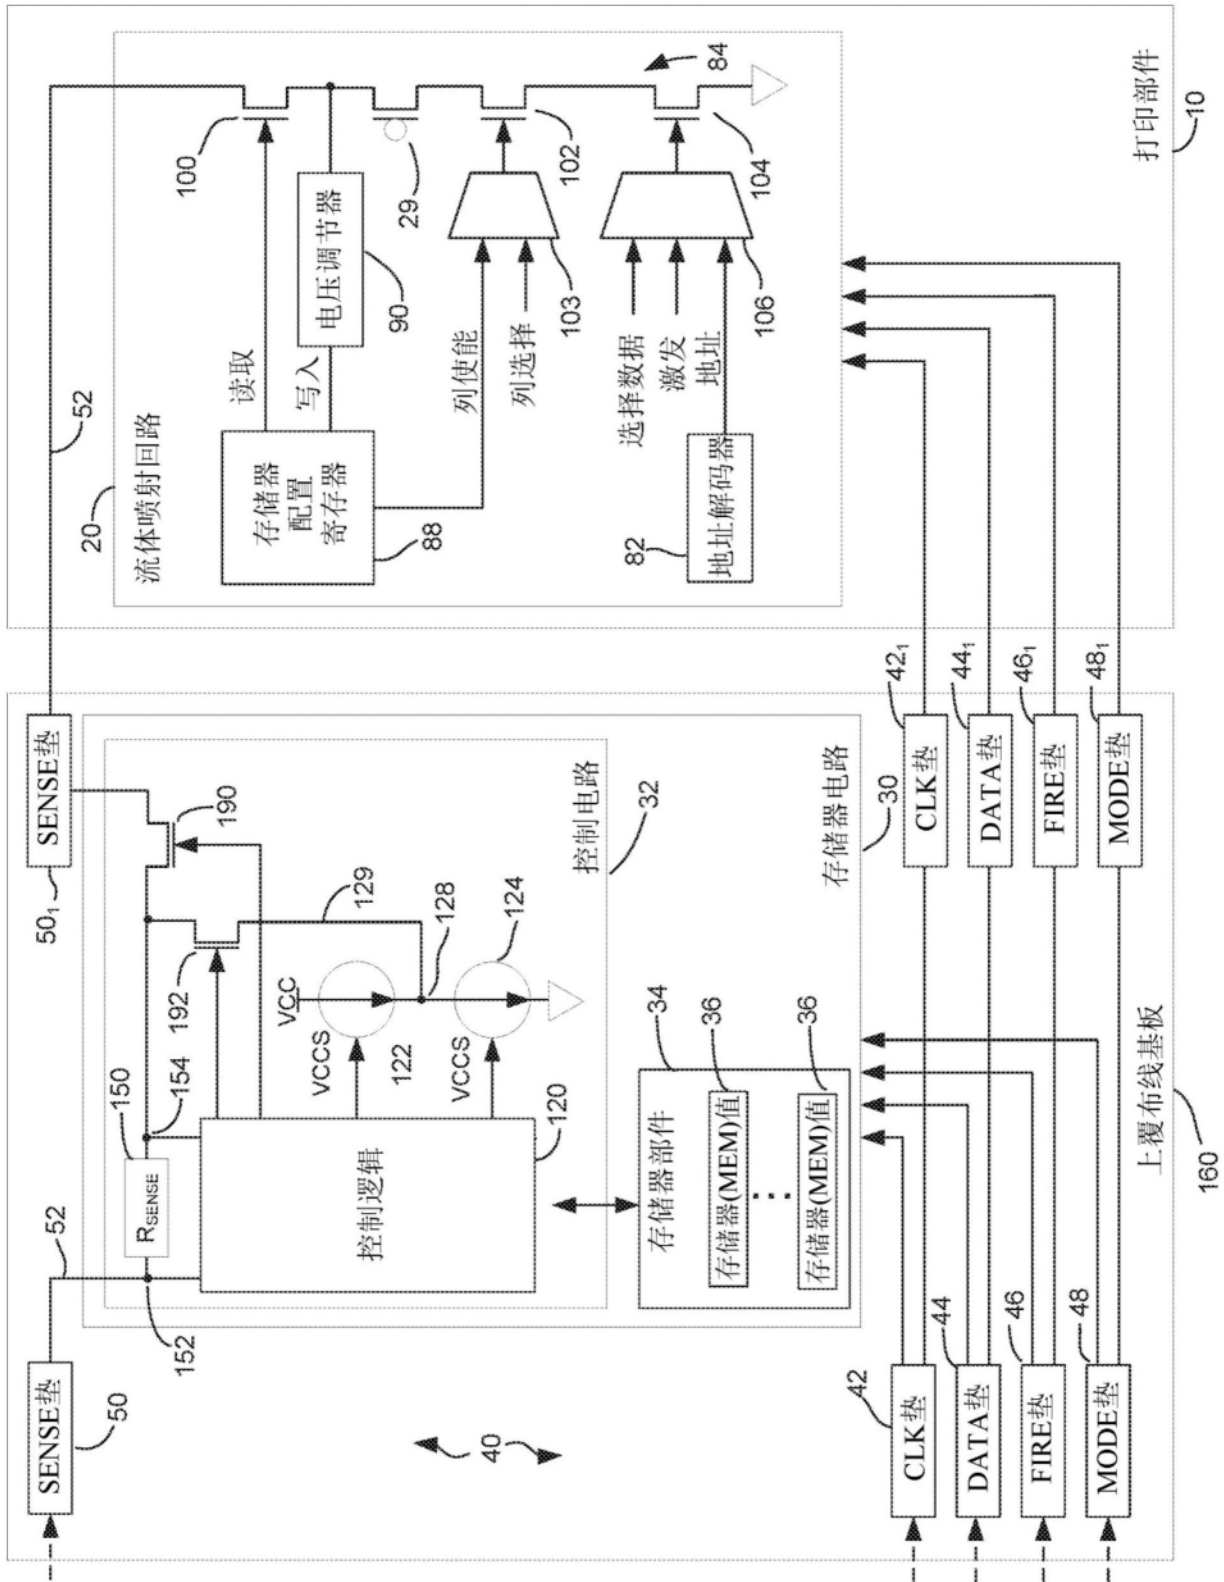 SENSE垫
50
52
152
R_SENSE
150
154
192
190
SENSE垫
50₁
52
控制逻辑
120
VCC
VCCS
122
VCCS
128
129
124
控制电路
32
存储器部件
34
存储器(MEM)值
36
存储器(MEM)值
36
存储器电路
30
40
CLK垫
42
DATA垫
44
FIRE垫
46
MODE垫
48
CLK垫
42₁
DATA垫
44₁
FIRE垫
46₁
MODE垫
48₁
上覆布线基板
160
20
流体喷射回路
存储器
配置
寄存器
88
读取
写入
电压调节器
90
100
29
列使能
列选择
103
102
地址解码器
82
选择数据
激发
地址
106
104
84
打印部件
10